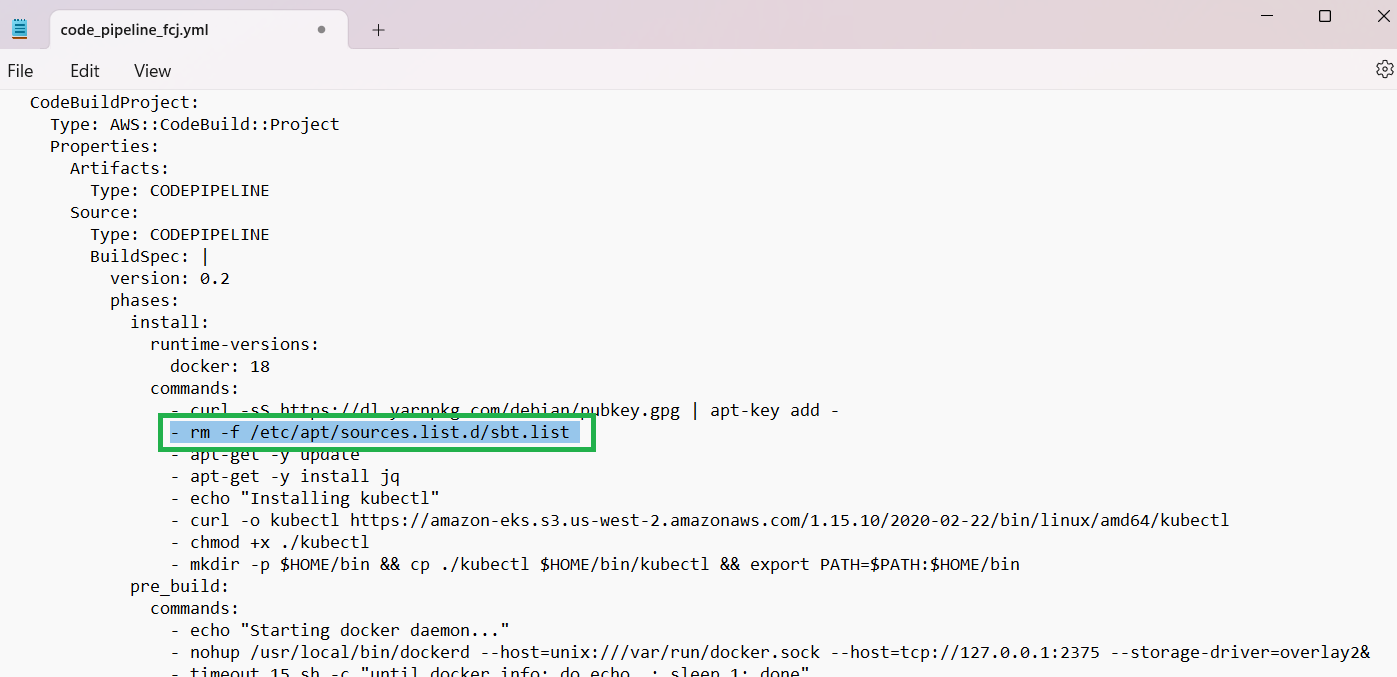 code_pipeline_fcj.yml
File Edit View
CodeBuildProject:
Type: AWS::CodeBuild::Project
Properties:
Artifacts:
Type: CODEPIPELINE
Source:
Type: CODEPIPELINE
BuildSpec: |
version: 0.2
phases:
install:
runtime-versions:
docker: 18
commands:
- curl -sS https://dl.yarnpkg.com/debian/pubkey.gpg | apt-key add -
- rm -f /etc/apt/sources.list.d/sbt.list
- apt-get -y update
- apt-get -y install jq
- echo "Installing kubectl"
- curl -o kubectl https://amazon-eks.s3.us-west-2.amazonaws.com/1.15.10/2020-02-22/bin/linux/amd64/kubectl
- chmod +x ./kubectl
- mkdir -p $HOME/bin && cp ./kubectl $HOME/bin/kubectl && export PATH=$PATH:$HOME/bin
pre_build:
commands:
- echo "Starting docker daemon..."
- nohup /usr/local/bin/dockerd --host=unix:///var/run/docker.sock --host=tcp://127.0.0.1:2375 --storage-driver=overlay2&
- timeout 15 sh -c "until docker info; do echo .; sleep 1; done"